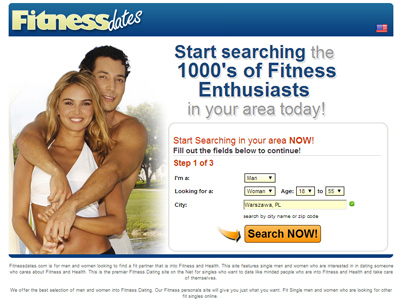 Fitnessdates
Start searching the
1000's of Fitness
Enthusiasts
in your area today!
Start Searching in your area NOW!
Fill out the fields below to continue!
Step 1 of 3
I'm a: Man
Looking for a: Woman Age: 18 to 55
City: Warszawa, PL
search by city name or zip code
Search NOW!
Fitnessdates.com is for men and women looking to find a fit partner that is into Fitness and Health. This site features single men and women who are interested in in dating someone
who cares about Fitness and Health. This is the premier Fitness Dating site on the Net for singles who want to date like minded people who are into Fitness and Health and take care
of themselves.
We offer the best selection of men and women into Fitness Dating. Our Fitness personals site will give you just what you want. Fit Single men and women who are looking for other
fit singles online.